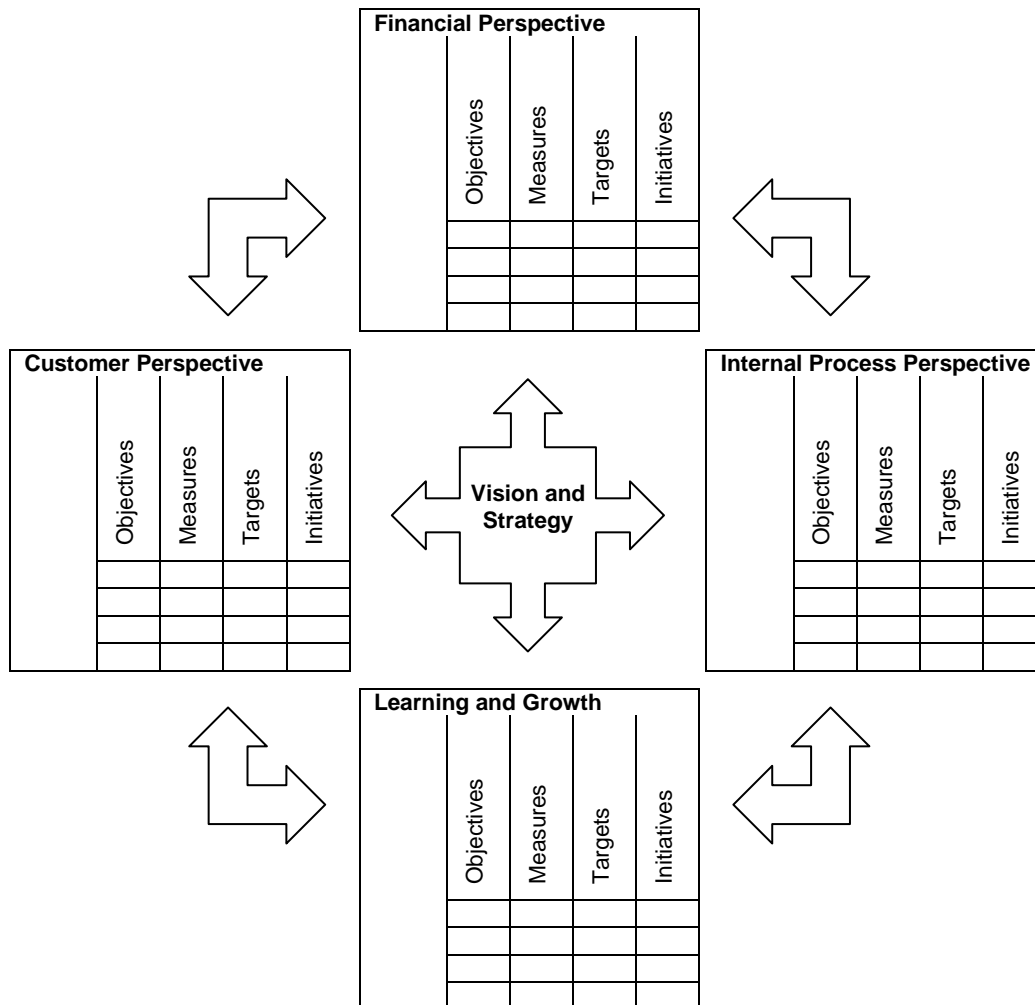 Financial Perspective
Objectives
Measures
Targets
Initiatives
Customer Perspective
Objectives
Measures
Targets
Initiatives
Vision and
Strategy
Internal Process Perspective
Objectives
Measures
Targets
Initiatives
Learning and Growth
Objectives
Measures
Targets
Initiatives